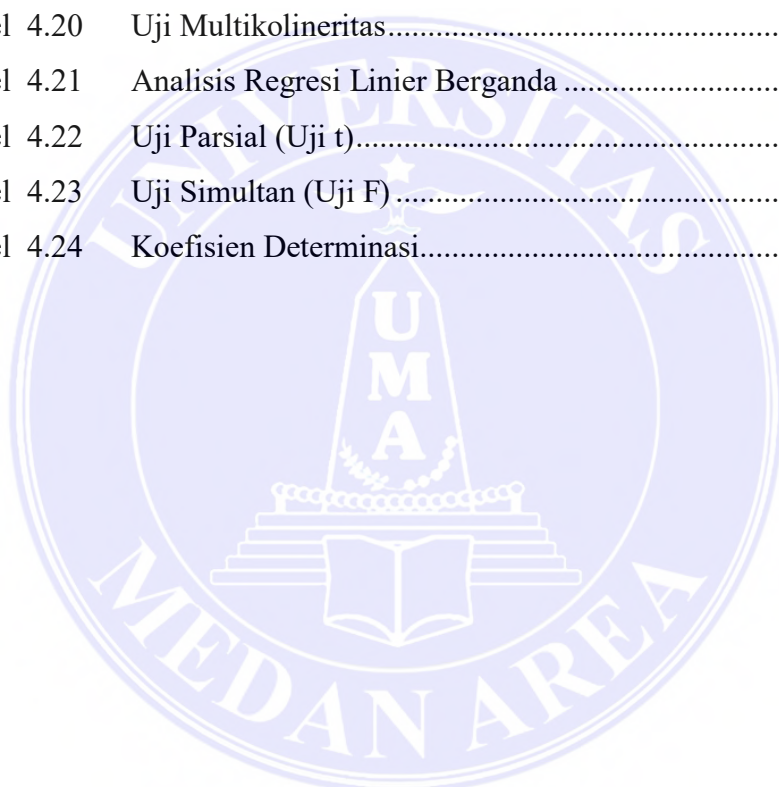 el 4.20 Uji Multikolineritas..........................................................
el 4.21 Analisis Regresi Linier Berganda ..............................
el 4.22 Uji Parsial (Uji t)..............................................................
el 4.23 Uji Simultan (Uji F) ........................................................
el 4.24 Koefisien Determinasi.....................................................
UNIVERSITAS
UMA
MEDAN AREA